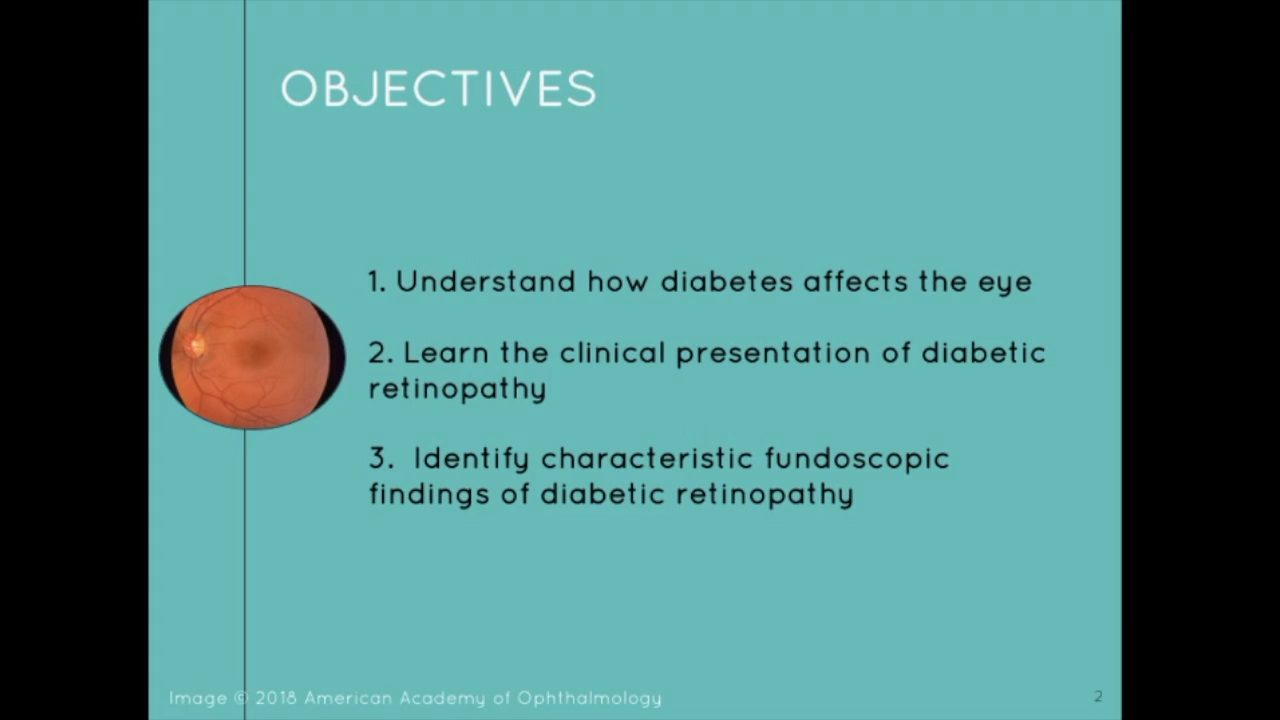 OBJECTIVES
1. Understand how diabetes affects the eye
2. Learn the clinical presentation of diabetic
retinopathy
3. Identify characteristic fundoscopic
findings of diabetic retinopathy
Image © 2018 American Academy of Ophthalmology
2